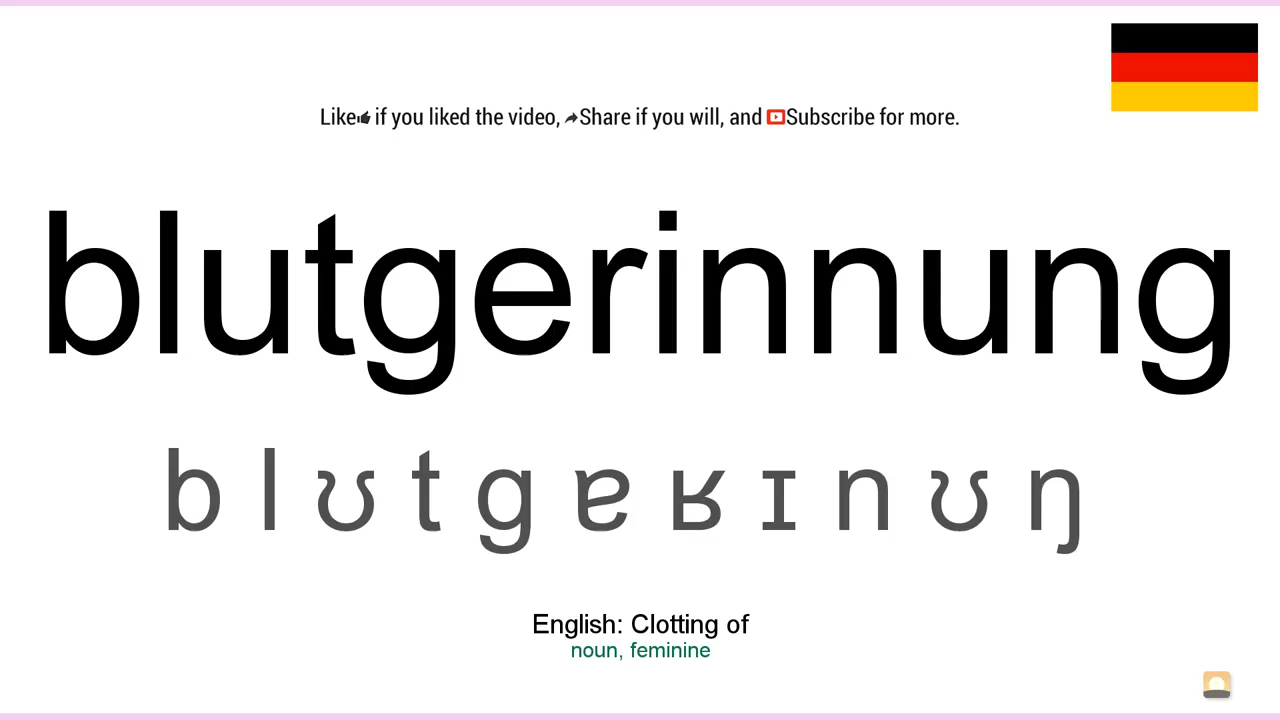 Like if you liked the video, Share if you will, and Subscribe for more.
blutgerinnung
b l ʊ t g ɐ ʁ ɪ n ʊ ŋ
English: Clotting of
noun, feminine